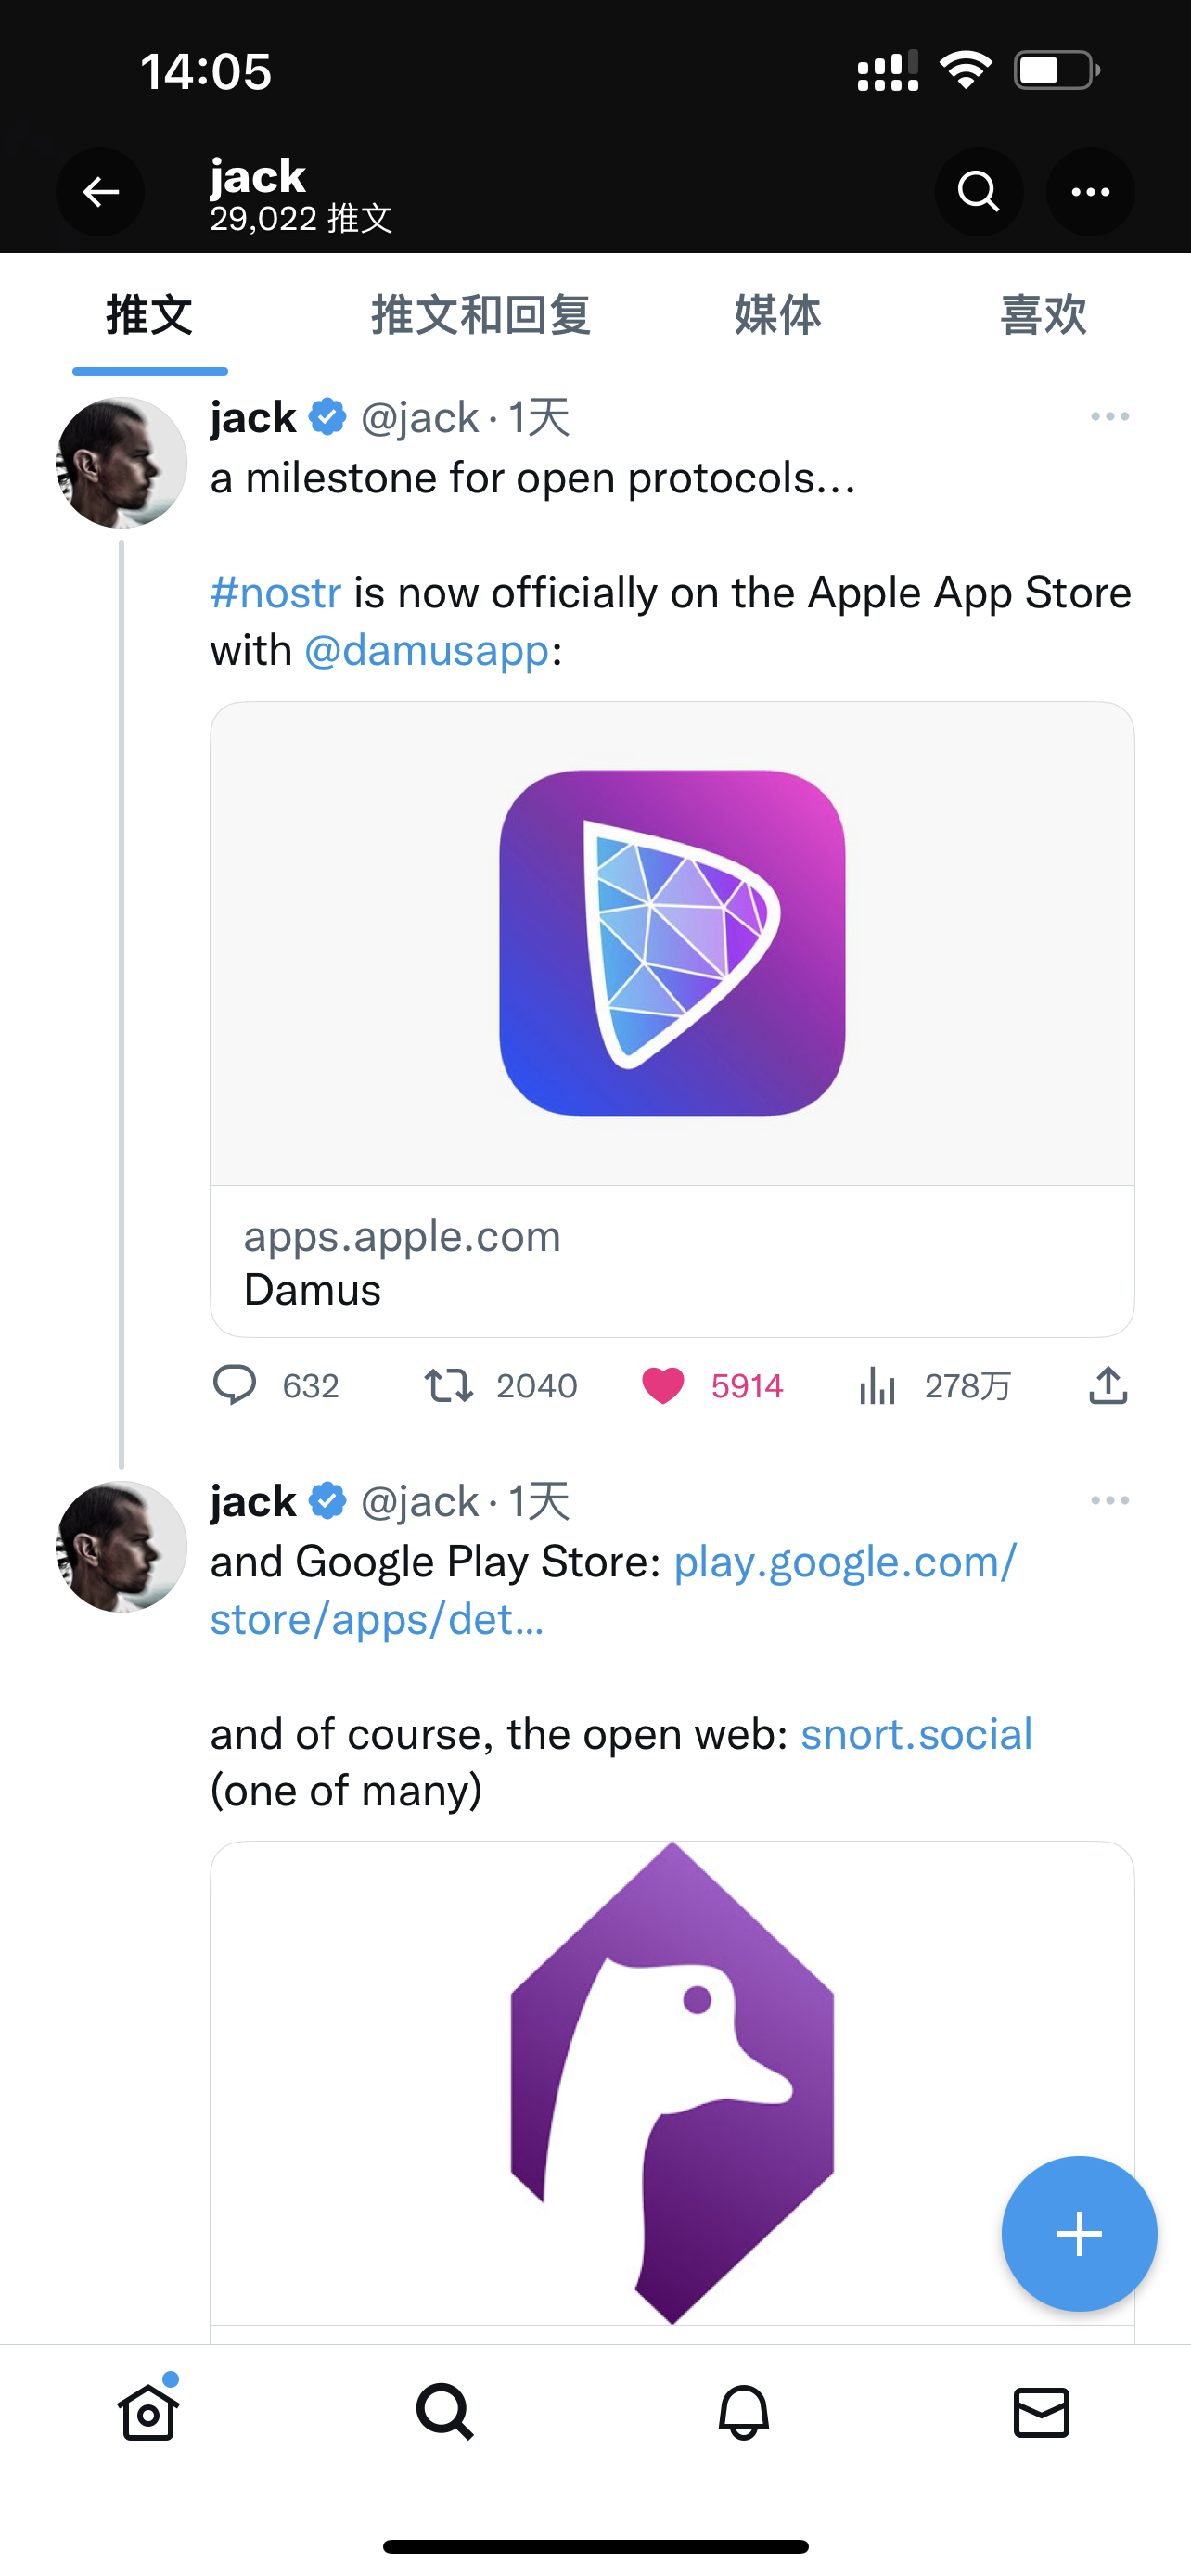 14:05
jack
29,022 推文
推文 推文和回复 媒体 喜欢
jack @jack · 1天
a milestone for open protocols...
#nostr is now officially on the Apple App Store
with @damusapp:
apps.apple.com
Damus
632 2040 5914 278万
jack @jack · 1天
and Google Play Store: play.google.com/
store/apps/det...
and of course, the open web: snort.social
(one of many)